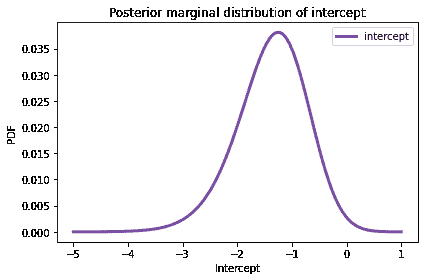 Posterior marginal distribution of intercept
intercept
0.035
0.030
0.025
0.020
0.015
0.010
0.005
0.000
PDF
−5 −4 −3 −2 −1 0 1
Intercept